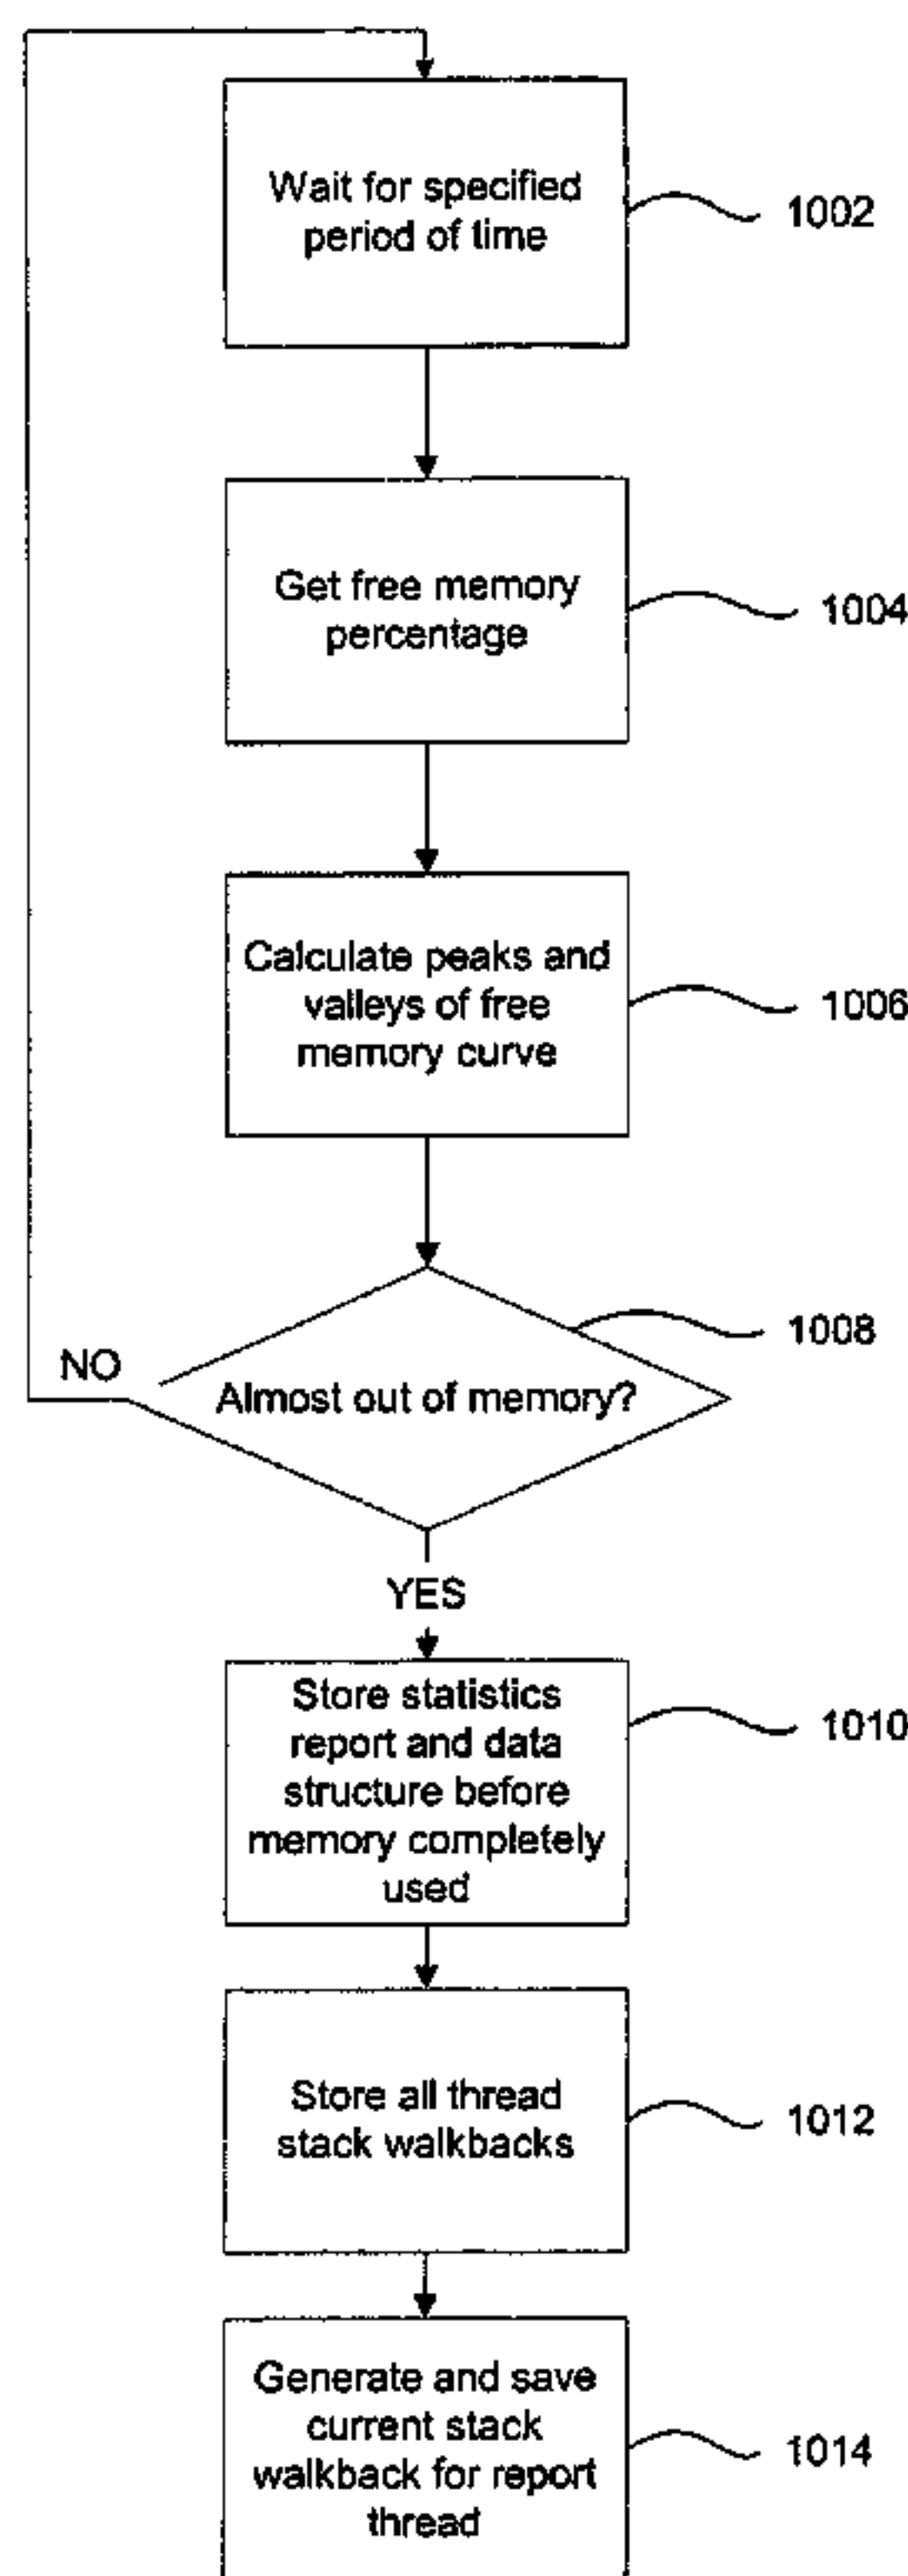 Wait for specified
period of time
1002
Get free memory
percentage
1004
Calculate peaks and
valleys of free
memory curve
1006
1008
NO
Almost out of memory?
YES
Store statistics
report and data
structure before
memory completely
used
1010
Store all thread
stack walkbacks
1012
Generate and save
current stack
walkback for report
thread
1014